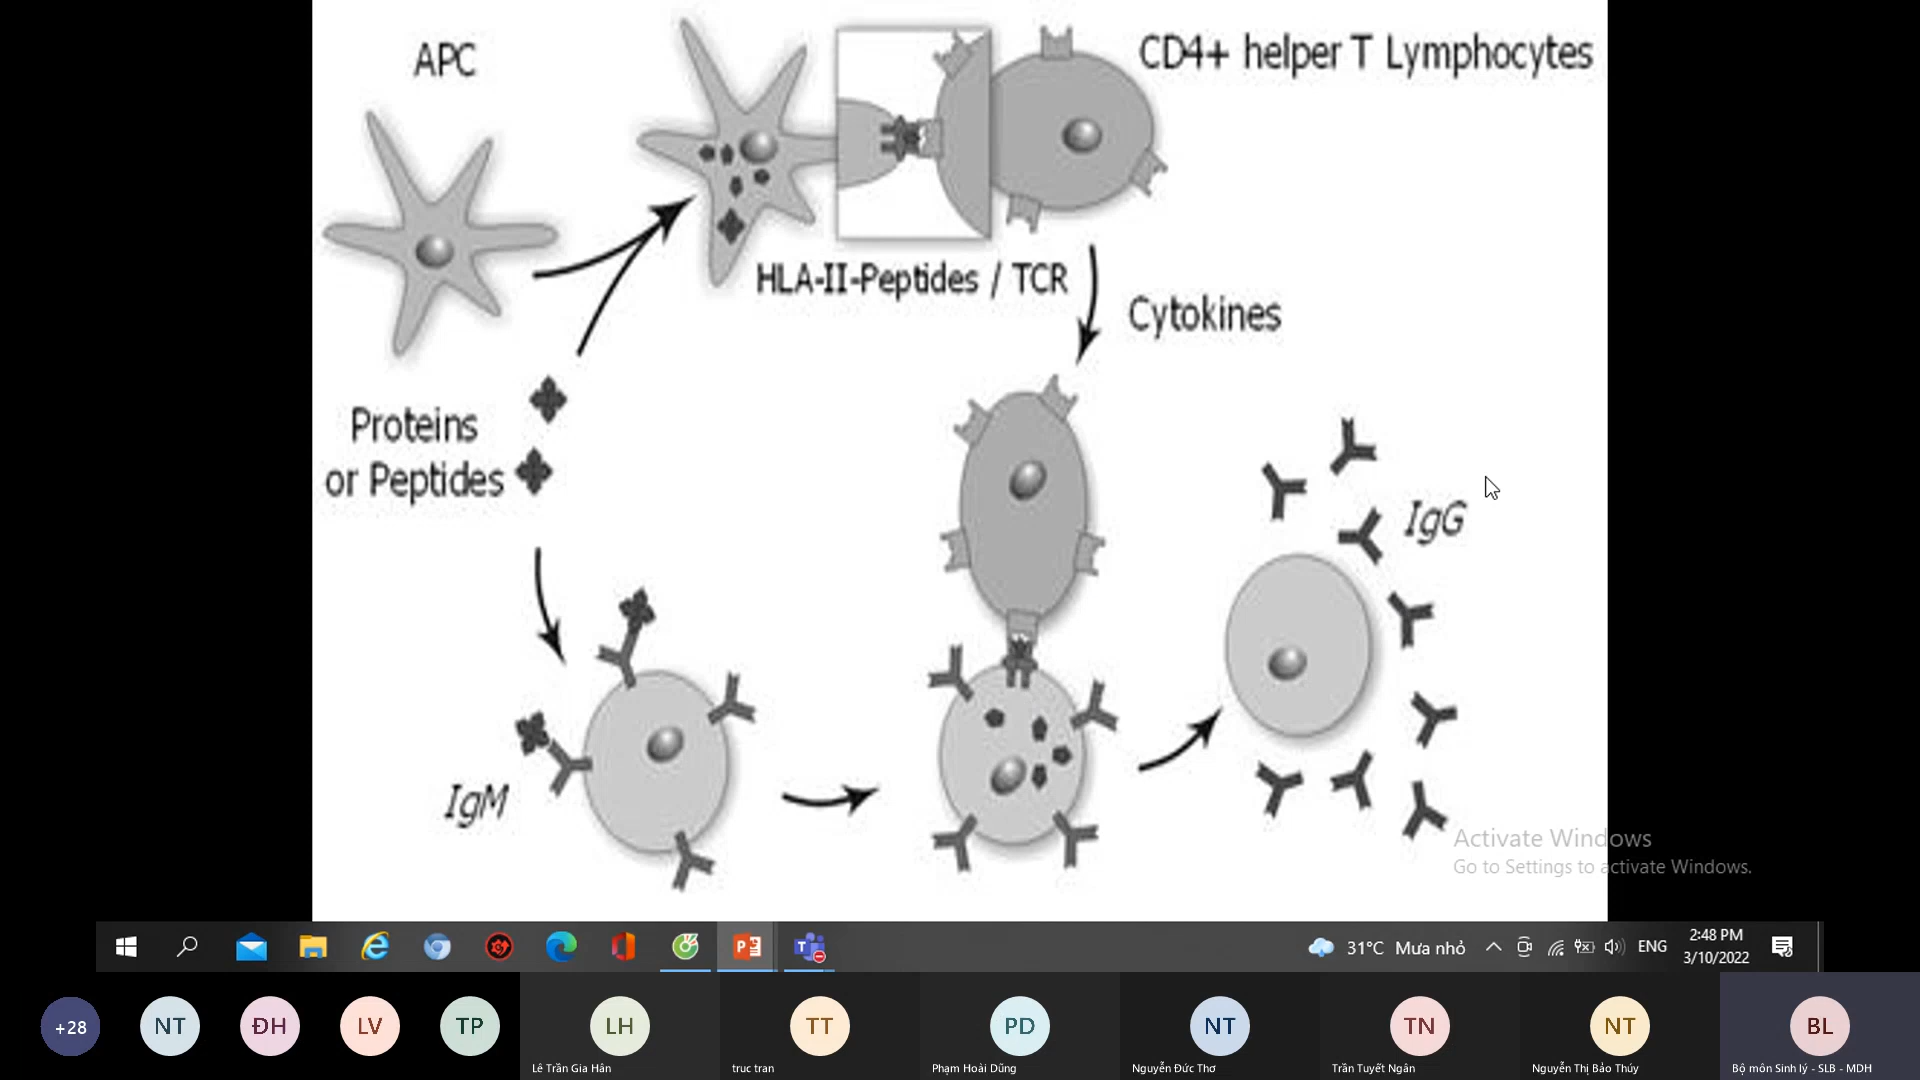 APC
CD4+ helper T Lymphocytes
HLA-II-Peptides / TCR
Cytokines
Proteins
or Peptides
IgG
IgM
Activate Windows
Go to Settings to activate Windows.
31°C Mưa nhỏ
ENG
2:48 PM
3/10/2022
+28
NT
ĐH
LV
TP
LH
TT
PD
NT
TN
NT
BL
Lê Trần Gia Hân
truc tran
Phạm Hoài Dũng
Nguyễn Đức Thơ
Trần Tuyết Ngân
Nguyễn Thị Bảo Thúy
Bộ môn Sinh lý - SLB - MDH